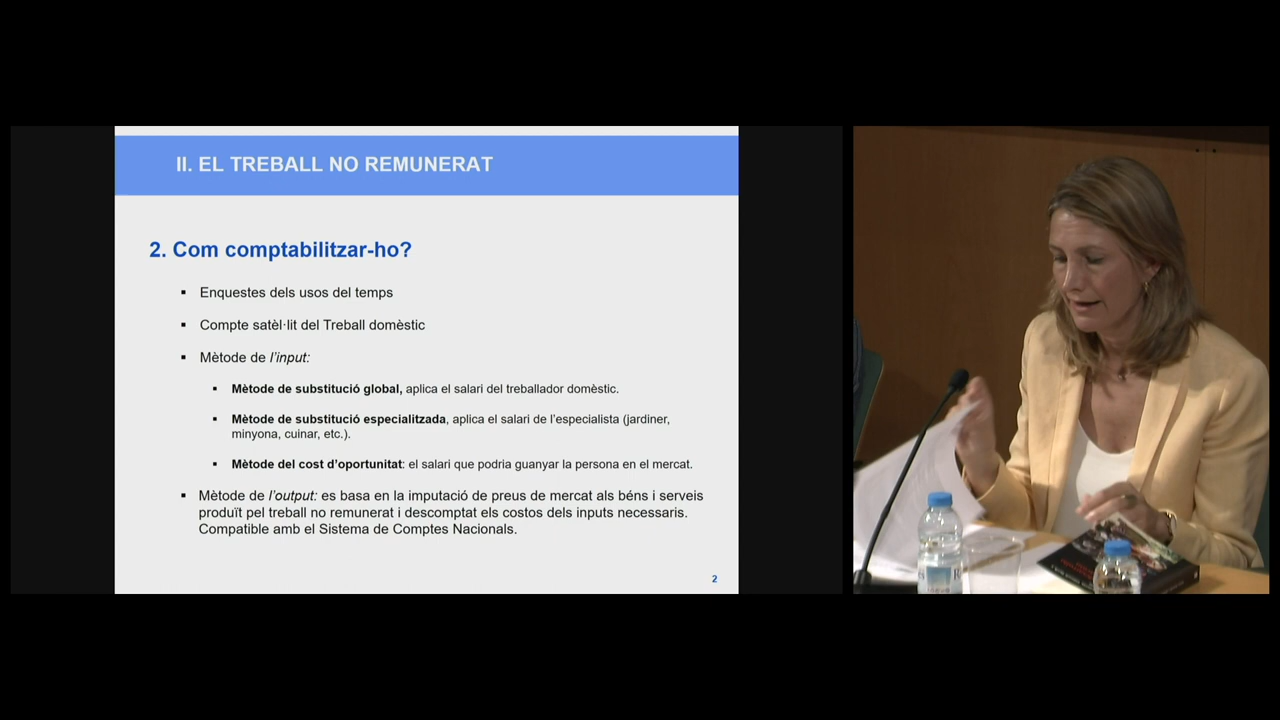 II. EL TREBALL NO REMUNERAT
2. Com comptabilitzar-ho?
▪ Enquestes dels usos del temps
▪ Compte satèl·lit del Treball domèstic
▪ Mètode de l’input:
▪ Mètode de substitució global, aplica el salari del treballador domèstic.
▪ Mètode de substitució especialitzada, aplica el salari de l’especialista (jardiner,
minyona, cuinar, etc.).
▪ Mètode del cost d’oportunitat: el salari que podria guanyar la persona en el mercat.
▪ Mètode de l’output: es basa en la imputació de preus de mercat als béns i serveis
produït pel treball no remunerat i descomptat els costos dels inputs necessaris.
Compatible amb el Sistema de Comptes Nacionals.
2